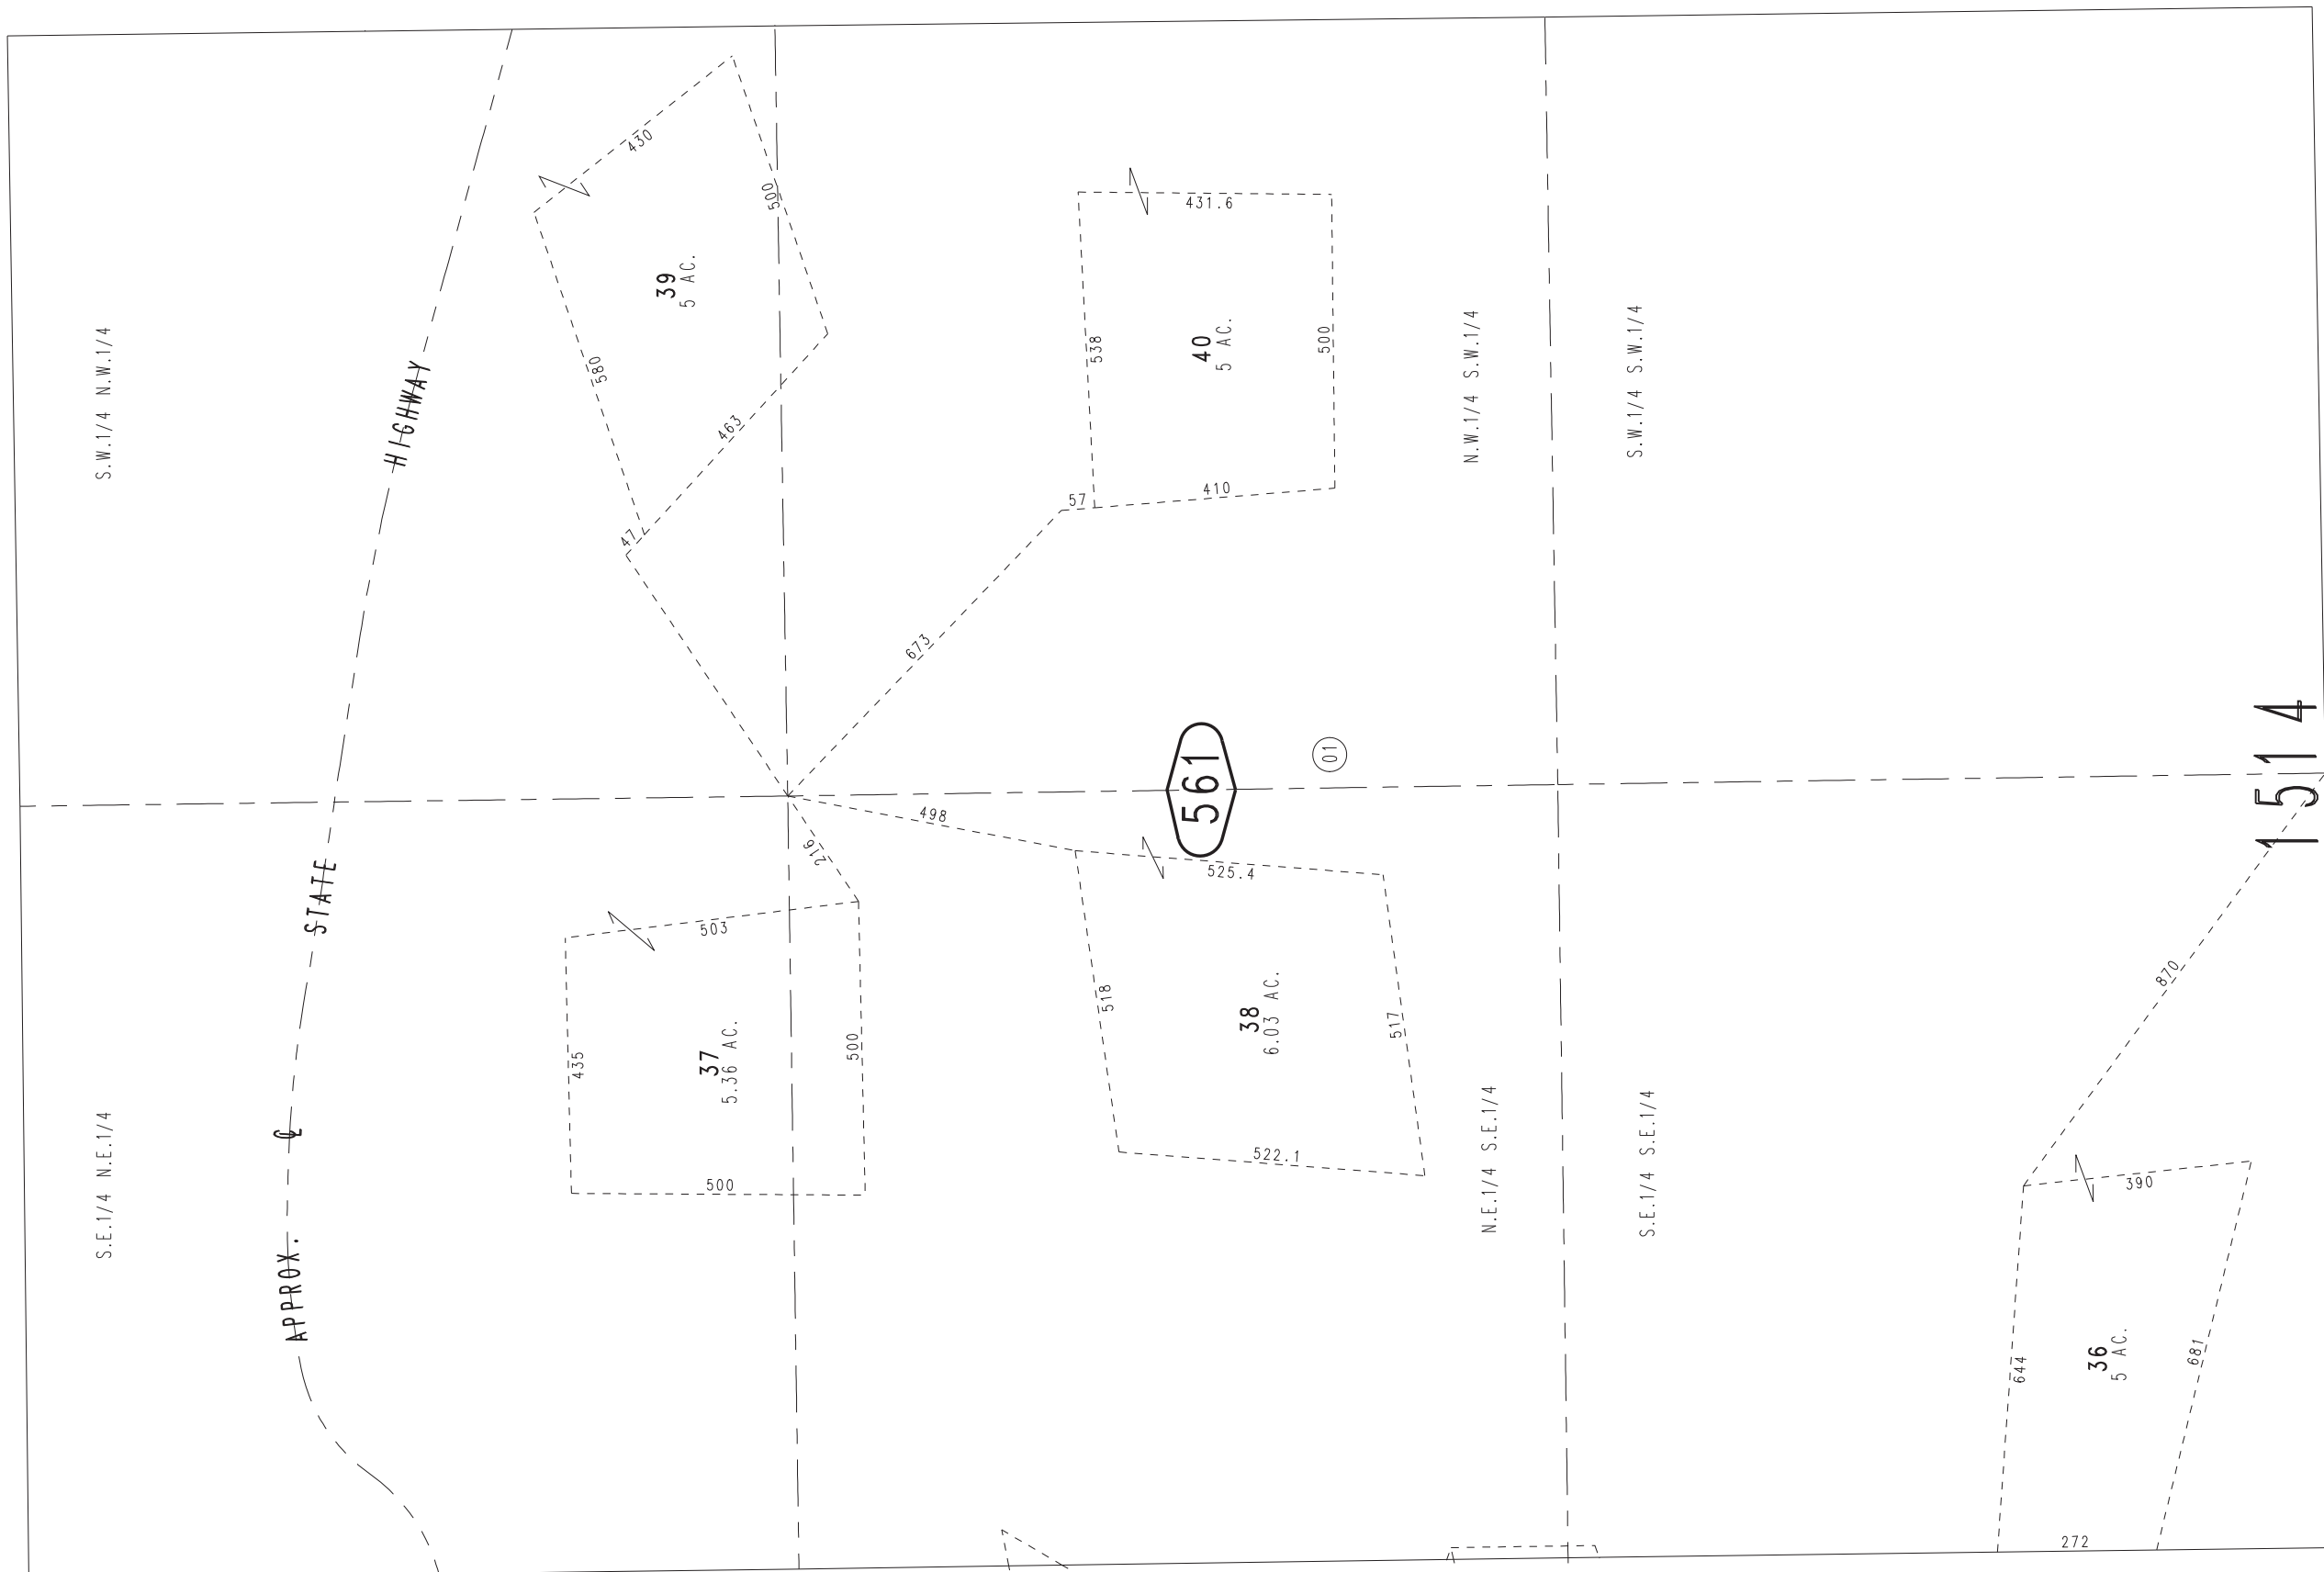 S.W.1/4 N.W.1/4
HIGHWAY
STATE
℄
APPROX.
S.E.1/4 N.E.1/4
430
500
39
5 AC.
580
463
47
431.6
538
40
5 AC.
500
57
410
673
N.W.1/4 S.W.1/4
S.W.1/4 S.W.1/4
561
01
1514
498
216
503
435
37
5.36 AC.
500
500
525.4
518
38
6.03 AC.
517
522.1
N.E.1/4 S.E.1/4
S.E.1/4 S.E.1/4
870
390
644
36
5 AC.
681
272